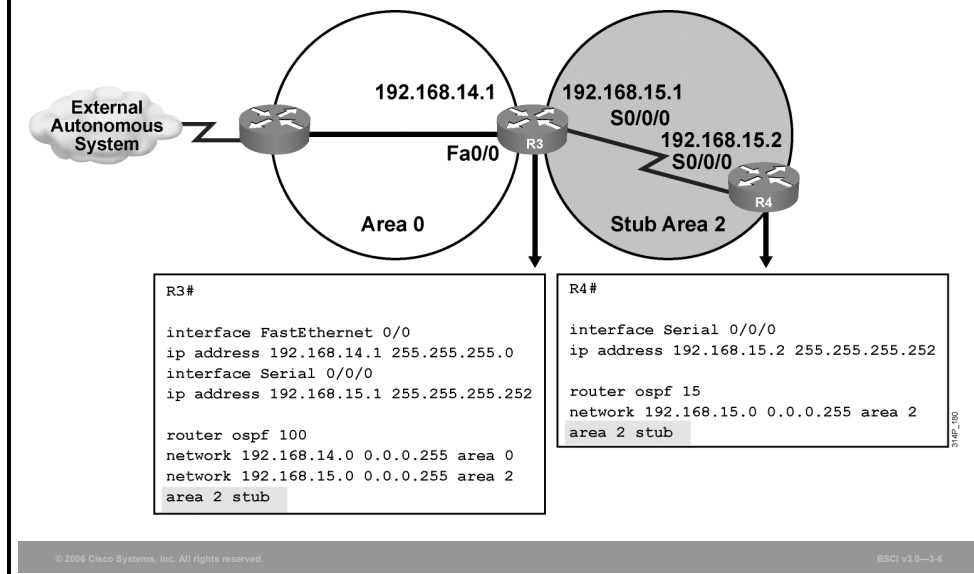 External
Autonomous
System
192.168.14.1
Fa0/0
R3
192.168.15.1
S0/0/0
192.168.15.2
S0/0/0
R4
Area 0
Stub Area 2
R3#
interface FastEthernet 0/0
ip address 192.168.14.1 255.255.255.0
interface Serial 0/0/0
ip address 192.168.15.1 255.255.255.252
router ospf 100
network 192.168.14.0 0.0.0.255 area 0
network 192.168.15.0 0.0.0.255 area 2
area 2 stub
R4#
interface Serial 0/0/0
ip address 192.168.15.2 255.255.255.252
router ospf 15
network 192.168.15.0 0.0.0.255 area 2
area 2 stub
314P_180
© 2006 Cisco Systems, Inc. All rights reserved.
BSCI v3.0—3-6